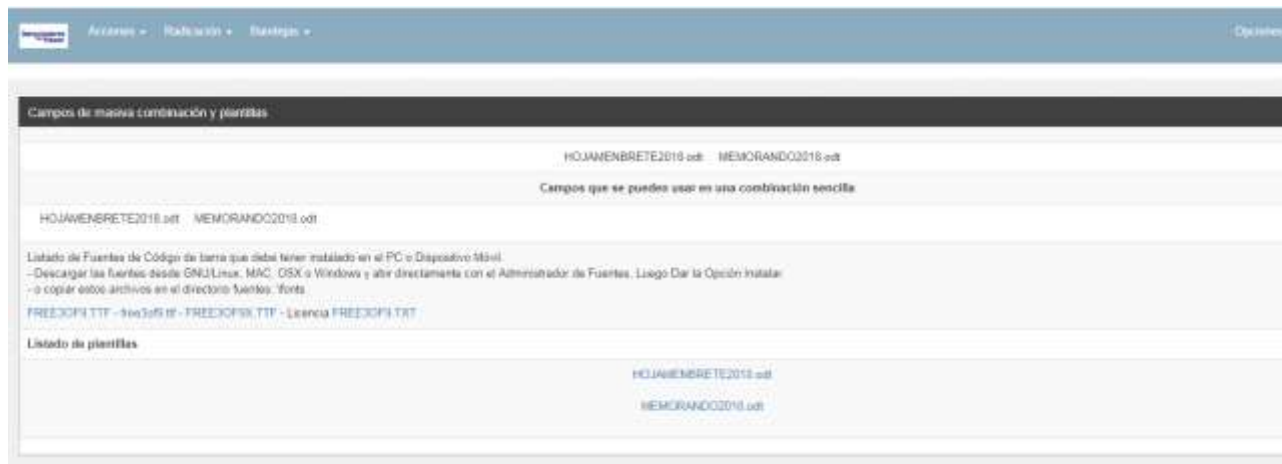 Acciones Radicación Bandejas Opciones
Campos de masiva combinación y plantillas
HOJAMENBRETE2018.odt MEMORANDO2018.odt
Campos que se pueden usar en una combinación sencilla
HOJAMENBRETE2018.odt MEMORANDO2018.odt
Listado de Fuentes de Código de barra que debe tener instalado en el PC o Dispositivo Móvil.
- Descargar las fuentes desde GNU/Linux, MAC, OSX o Windows y abrir directamente con el Administrador de Fuentes, Luego Dar la Opción Instalar
- o copiar estos archivos en el directorio fuentes: \fonts
FREE3OF9.TTF - free3of9.ttf - FREE3OF9X.TTF - Licencia FREE3OF9.TXT
Listado de plantillas
HOJAMENBRETE2018.odt
MEMORANDO2018.odt